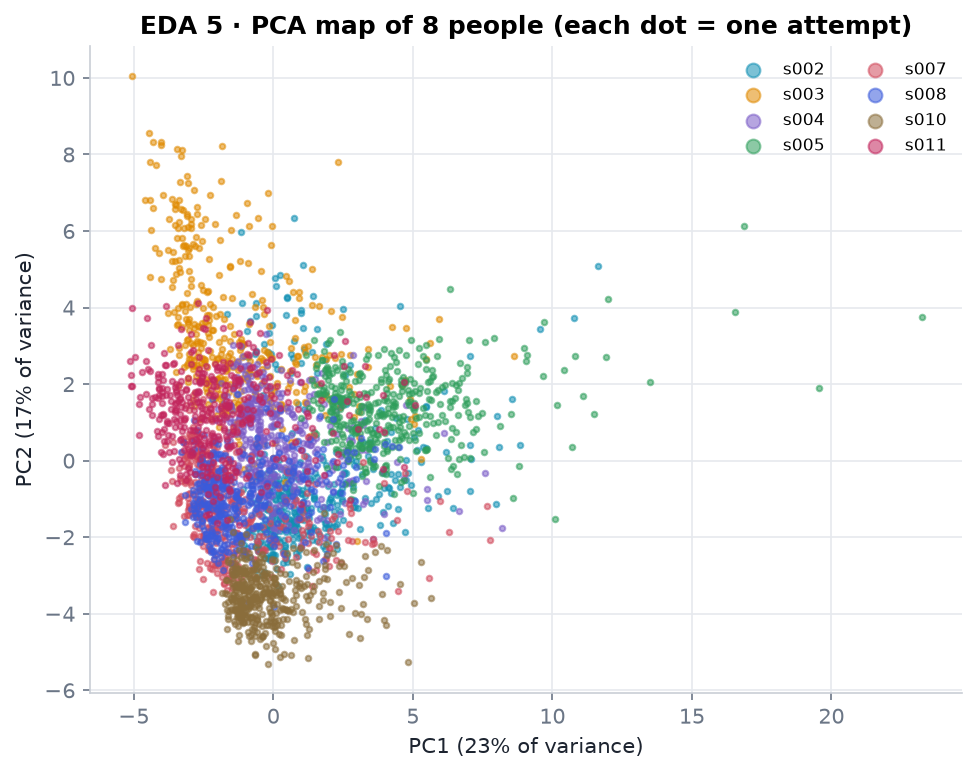 EDA 5 · PCA map of 8 people (each dot = one attempt)
s002 s007
s003 s008
s004 s010
s005 s011
10
8
6
4
2
0
−2
−4
−6
PC2 (17% of variance)
−5 0 5 10 15 20
PC1 (23% of variance)